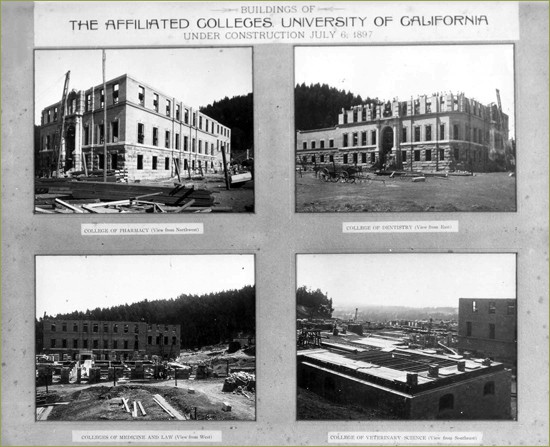 BUILDINGS OF
THE AFFILIATED COLLEGES UNIVERSITY OF CALIFORNIA
UNDER CONSTRUCTION JULY 6, 1897
COLLEGE OF PHARMACY (View from Northwest)
COLLEGE OF DENTISTRY (View from East)
COLLEGES OF MEDICINE AND LAW (View from West)
COLLEGE OF VETERINARY SCIENCE (View from Southwest)